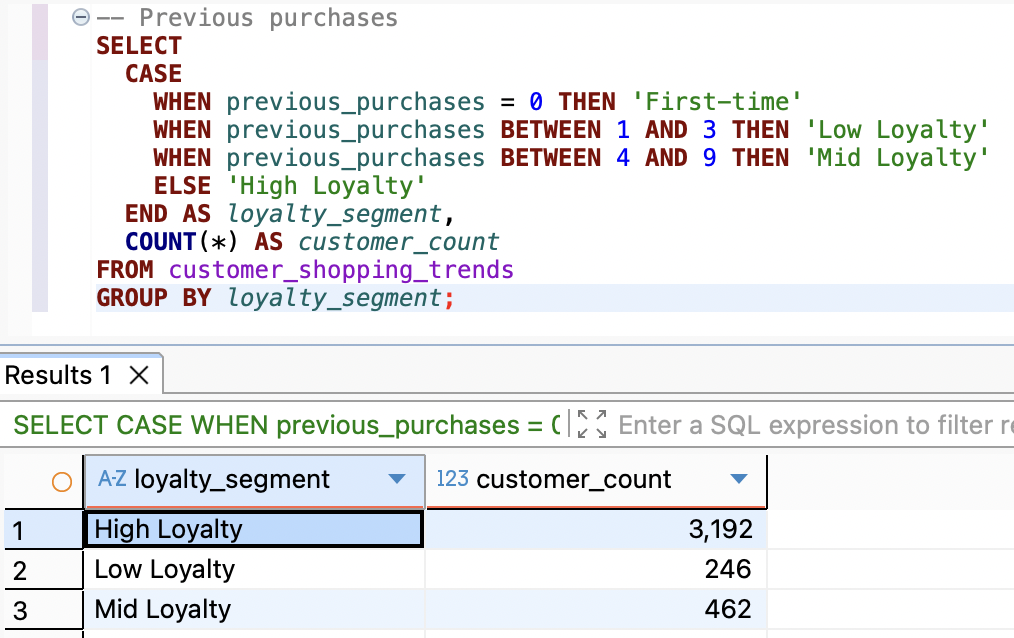 -- Previous purchases
SELECT
CASE
WHEN previous_purchases = 0 THEN 'First-time'
WHEN previous_purchases BETWEEN 1 AND 3 THEN 'Low Loyalty'
WHEN previous_purchases BETWEEN 4 AND 9 THEN 'Mid Loyalty'
ELSE 'High Loyalty'
END AS loyalty_segment,
COUNT(*) AS customer_count
FROM customer_shopping_trends
GROUP BY loyalty_segment;
Results 1
SELECT CASE WHEN previous_purchases = Enter a SQL expression to filter
A-Z loyalty_segment 123 customer_count
1 High Loyalty 3,192
2 Low Loyalty 246
3 Mid Loyalty 462